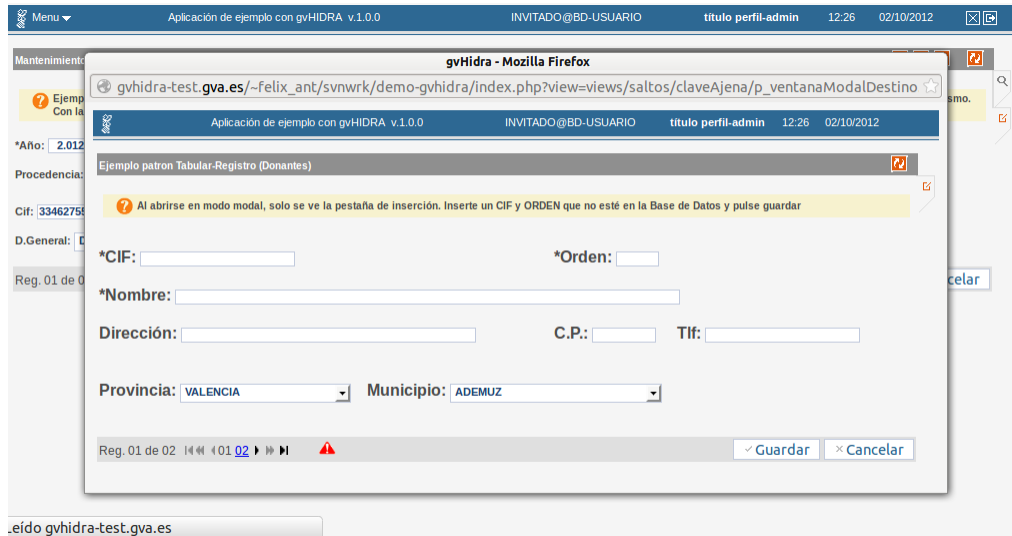 Menu Aplicación de ejemplo con gvHIDRA v.1.0.0 INVITADO@BD-USUARIO título perfil-admin 12:26 02/10/2012
Mantenimiento
gvHidra - Mozilla Firefox
gvhidra-test.gva.es/~felix_ant/svnwrk/demo-gvhidra/index.php?view=views/saltos/claveAjena/p_ventanaModalDestino
Ejemp
smo.
Con la
Aplicación de ejemplo con gvHIDRA v.1.0.0 INVITADO@BD-USUARIO título perfil-admin 12:26 02/10/2012
*Año: 2.012
Ejemplo patron Tabular-Registro (Donantes)
Procedencia:
Al abrirse en modo modal, solo se ve la pestaña de inserción. Inserte un CIF y ORDEN que no esté en la Base de Datos y pulse guardar
Cif: 33462755
D.General:
*CIF: *Orden:
Reg. 01 de 0
celar
*Nombre:
Dirección: C.P.: Tlf:
Provincia: VALENCIA Municipio: ADEMUZ
Reg. 01 de 02 01 02 Guardar Cancelar
Leído gvhidra-test.gva.es